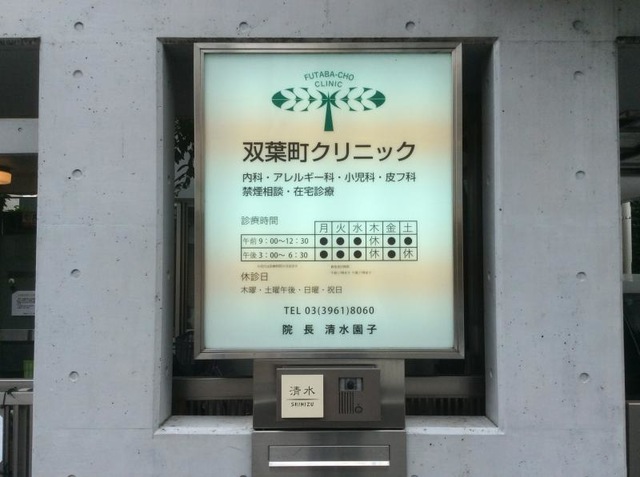 FUTABA-CHO
CLINIC
双葉町クリニック
内科・アレルギー科・小児科・皮フ科
禁煙相談・在宅診療
診療時間
月 火 水 木 金 土
午前 9：00〜12：30 ● ● ● 休 ● ●
午後 3：00〜 6：30 ● ● ● 休 ● 休
休診日
木曜・土曜午後・日曜・祝日
TEL 03(3961)8060
院 長 清水園子
清水
SHIMIZU